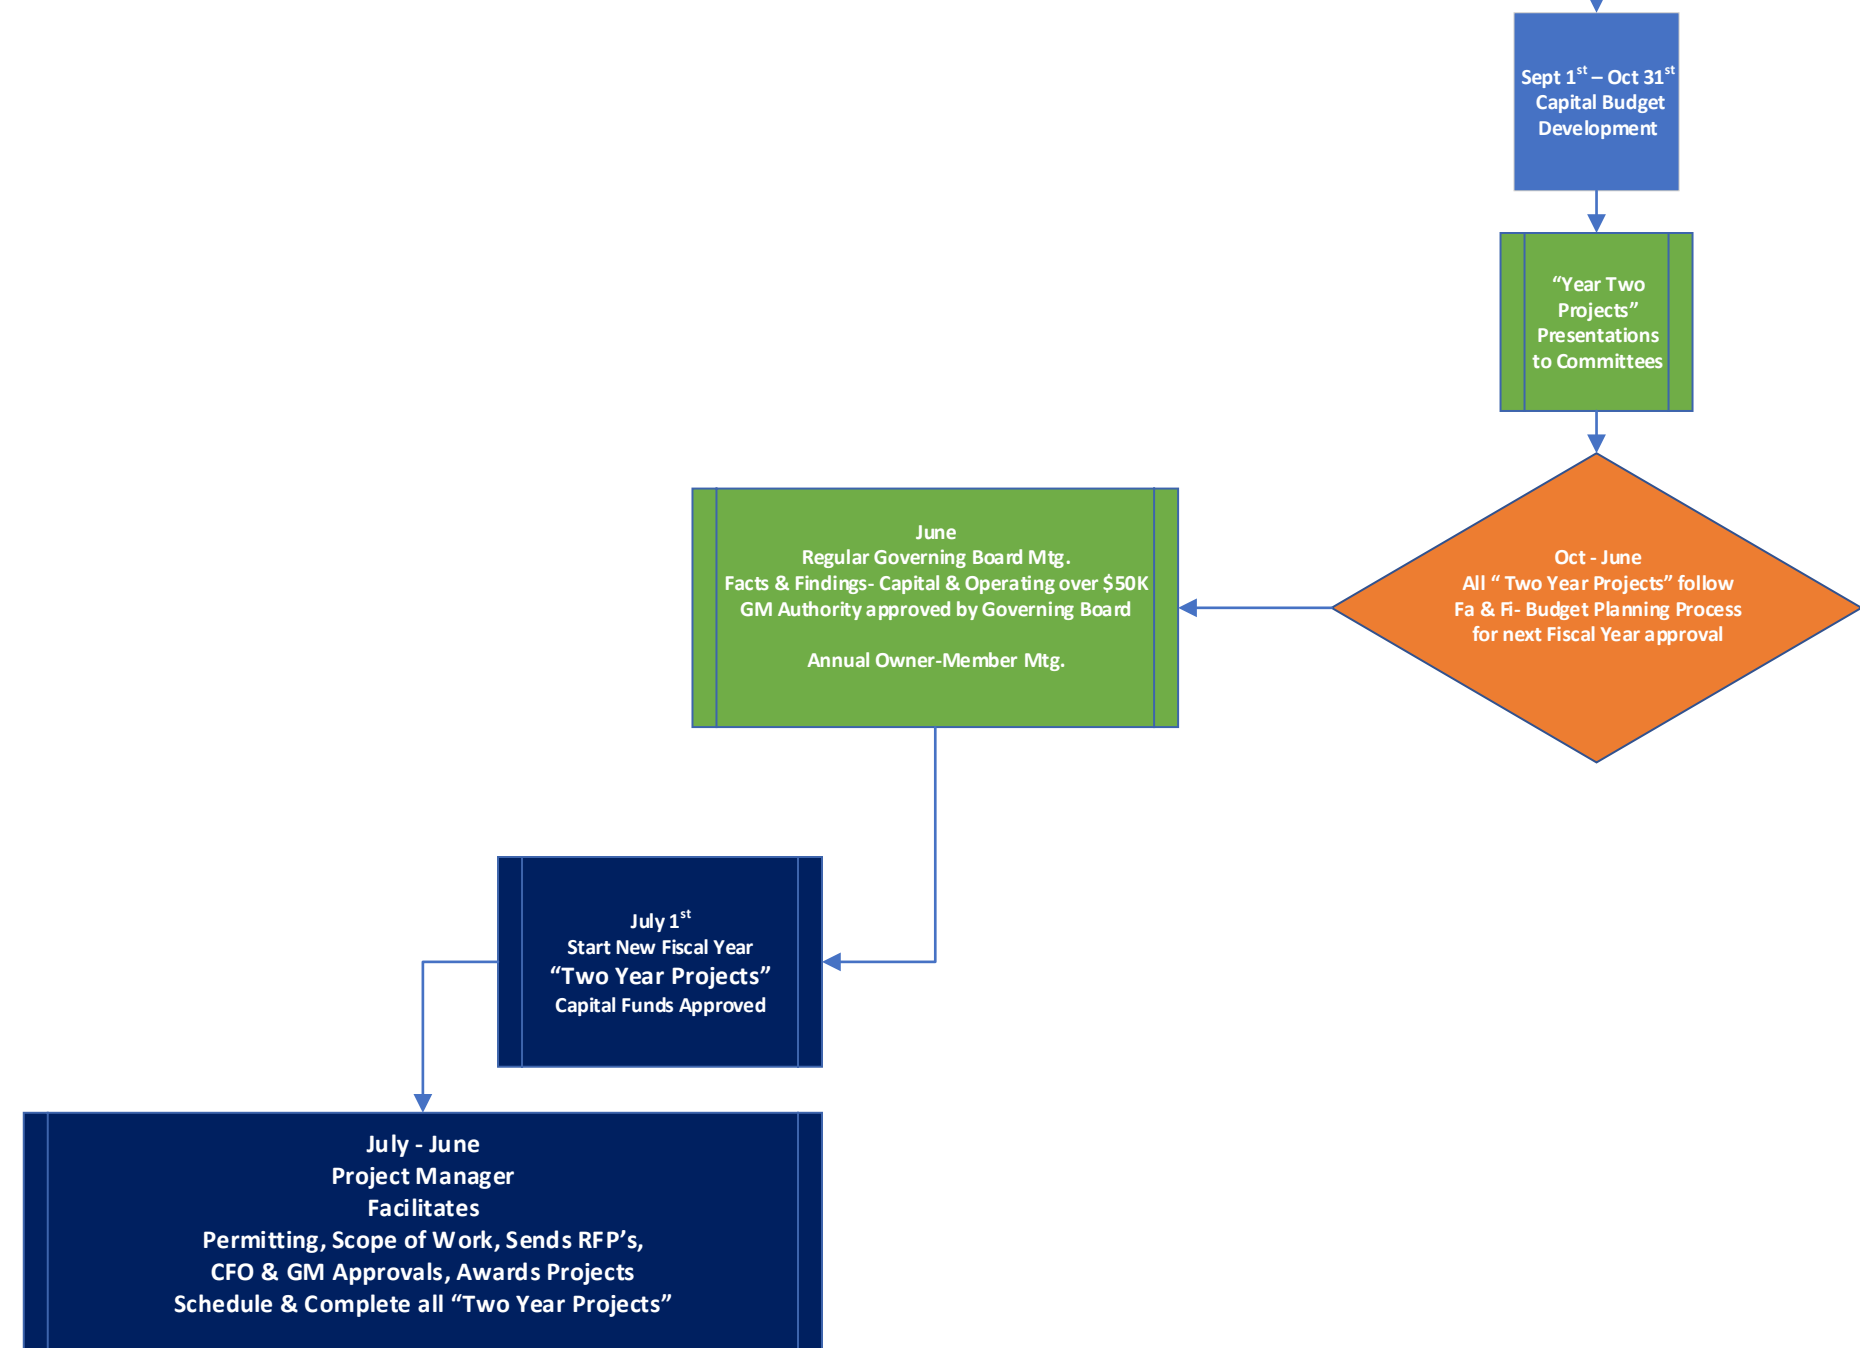 Sept 1st – Oct 31st
Capital Budget
Development
“Year Two
Projects”
Presentations
to Committees
Oct - June
All “ Two Year Projects” follow
Fa & Fi- Budget Planning Process
for next Fiscal Year approval
June
Regular Governing Board Mtg.
Facts & Findings- Capital & Operating over $50K
GM Authority approved by Governing Board
Annual Owner-Member Mtg.
July 1st
Start New Fiscal Year
“Two Year Projects”
Capital Funds Approved
July - June
Project Manager
Facilitates
Permitting, Scope of Work, Sends RFP’s,
CFO & GM Approvals, Awards Projects
Schedule & Complete all “Two Year Projects”